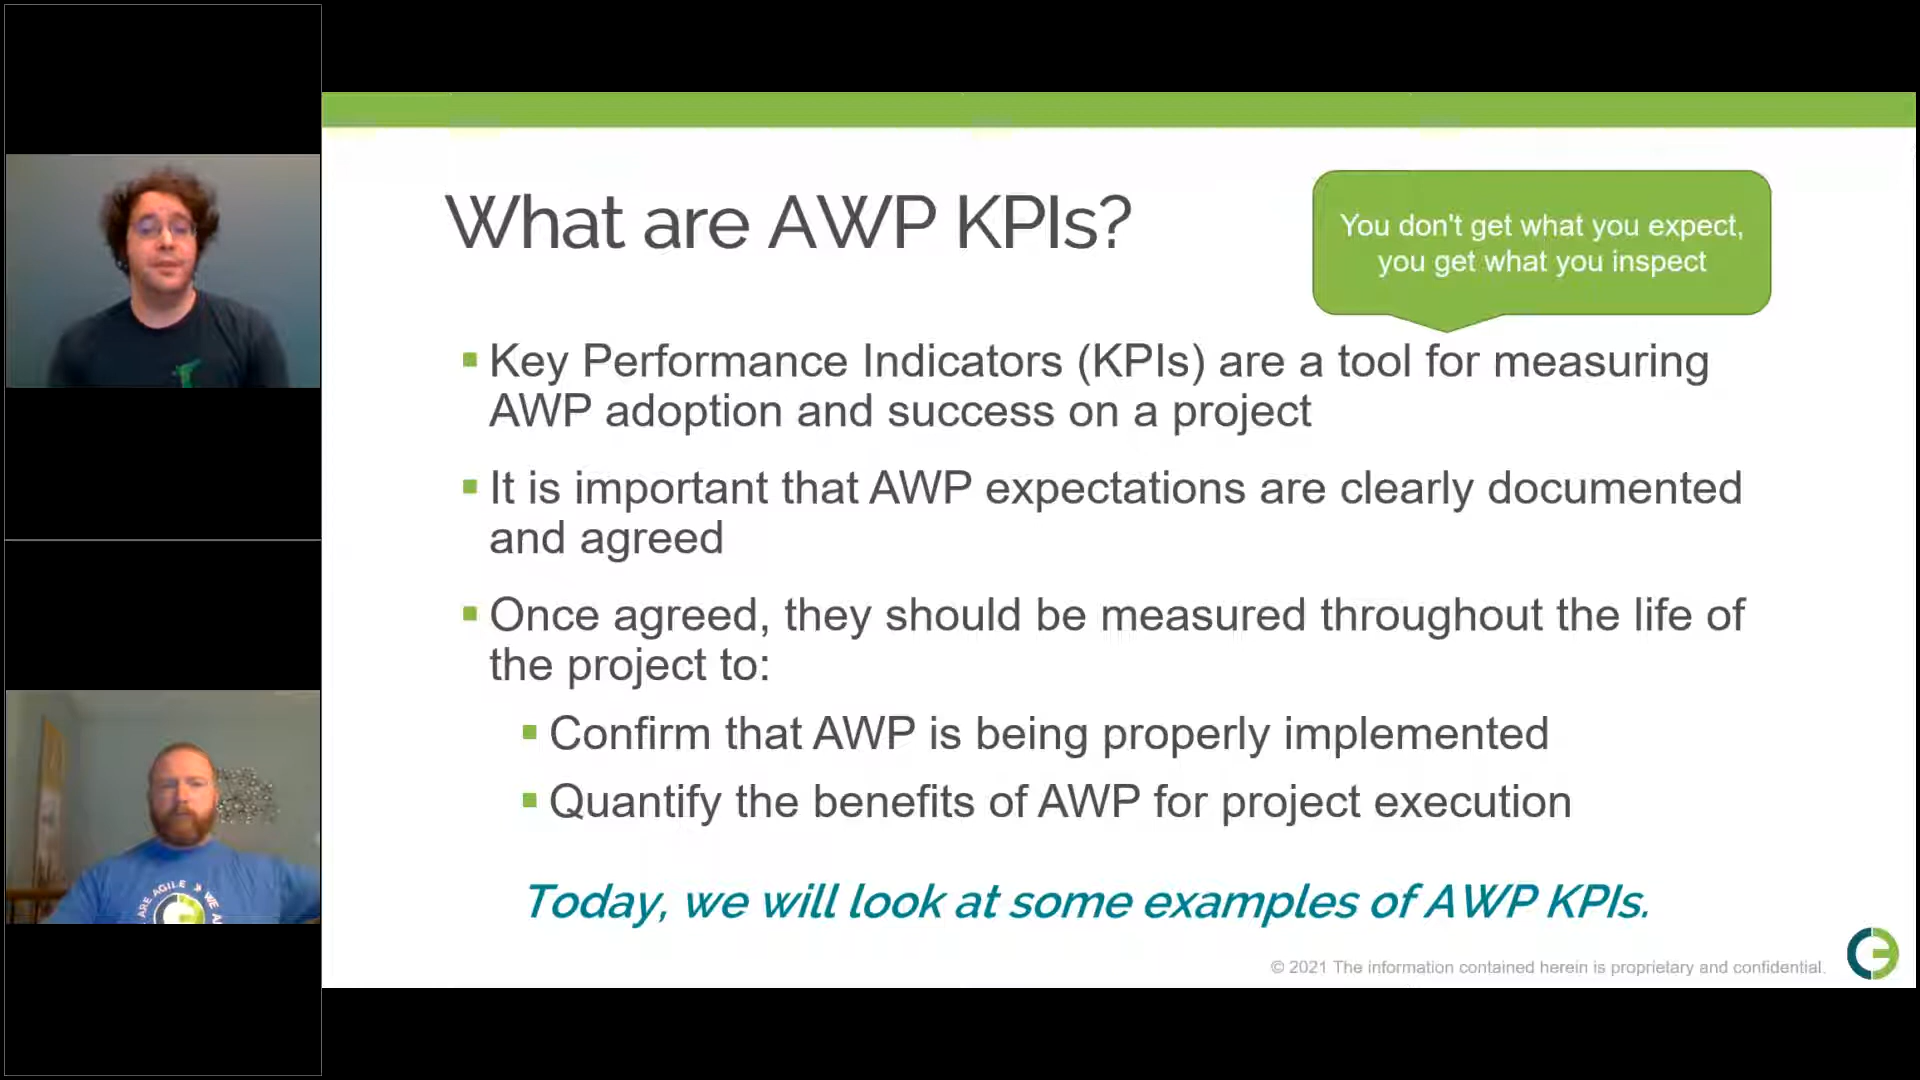 What are AWP KPIs?
You don't get what you expect,
you get what you inspect
Key Performance Indicators (KPIs) are a tool for measuring
AWP adoption and success on a project
It is important that AWP expectations are clearly documented
and agreed
Once agreed, they should be measured throughout the life of
the project to:
Confirm that AWP is being properly implemented
Quantify the benefits of AWP for project execution
Today, we will look at some examples of AWP KPIs.
© 2021 The information contained herein is proprietary and confidential.
ARE AGILE WE